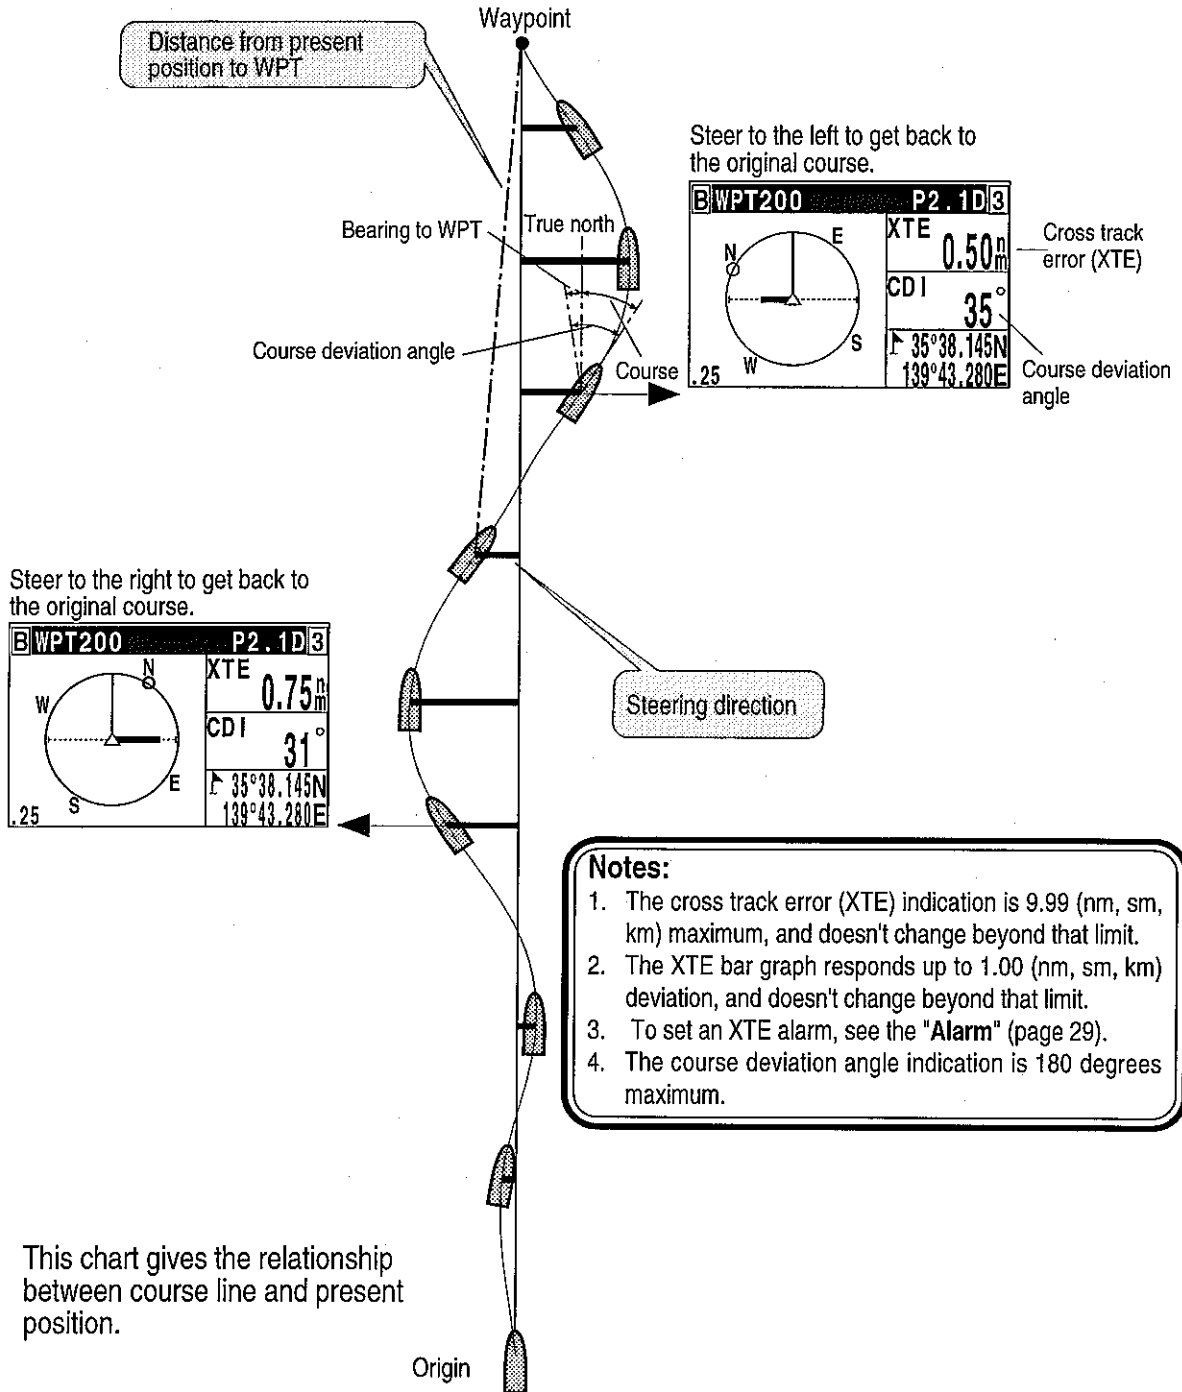 Waypoint
Distance from present
position to WPT
Steer to the left to get back to
the original course.
B WPT200 P2.1D 3
N
E
S
W
.25
XTE
0.50 nm
CDI
35°
35°38.145N
139°43.280E
Cross track
error (XTE)
Course deviation
angle
Bearing to WPT
True north
Course deviation angle
Course
Steer to the right to get back to
the original course.
B WPT200 P2.1D 3
N
W
E
S
.25
XTE
0.75 nm
CDI
31°
35°38.145N
139°43.280E
Steering direction
Notes:
1. The cross track error (XTE) indication is 9.99 (nm, sm,
km) maximum, and doesn't change beyond that limit.
2. The XTE bar graph responds up to 1.00 (nm, sm, km)
deviation, and doesn't change beyond that limit.
3. To set an XTE alarm, see the "Alarm" (page 29).
4. The course deviation angle indication is 180 degrees
maximum.
This chart gives the relationship
between course line and present
position.
Origin